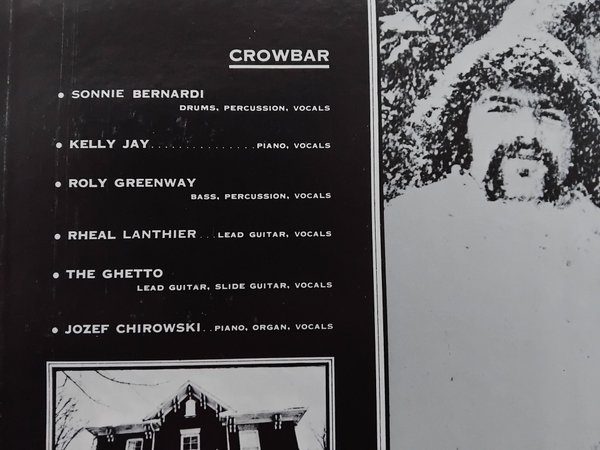 CROWBAR
• SONNIE BERNARDI
DRUMS, PERCUSSION, VOCALS
• KELLY JAY................PIANO, VOCALS
• ROLY GREENWAY
BASS, PERCUSSION, VOCALS
• RHEAL LANTHIER...LEAD GUITAR, VOCALS
• THE GHETTO
LEAD GUITAR, SLIDE GUITAR, VOCALS
• JOZEF CHIROWSKI..PIANO, ORGAN, VOCALS